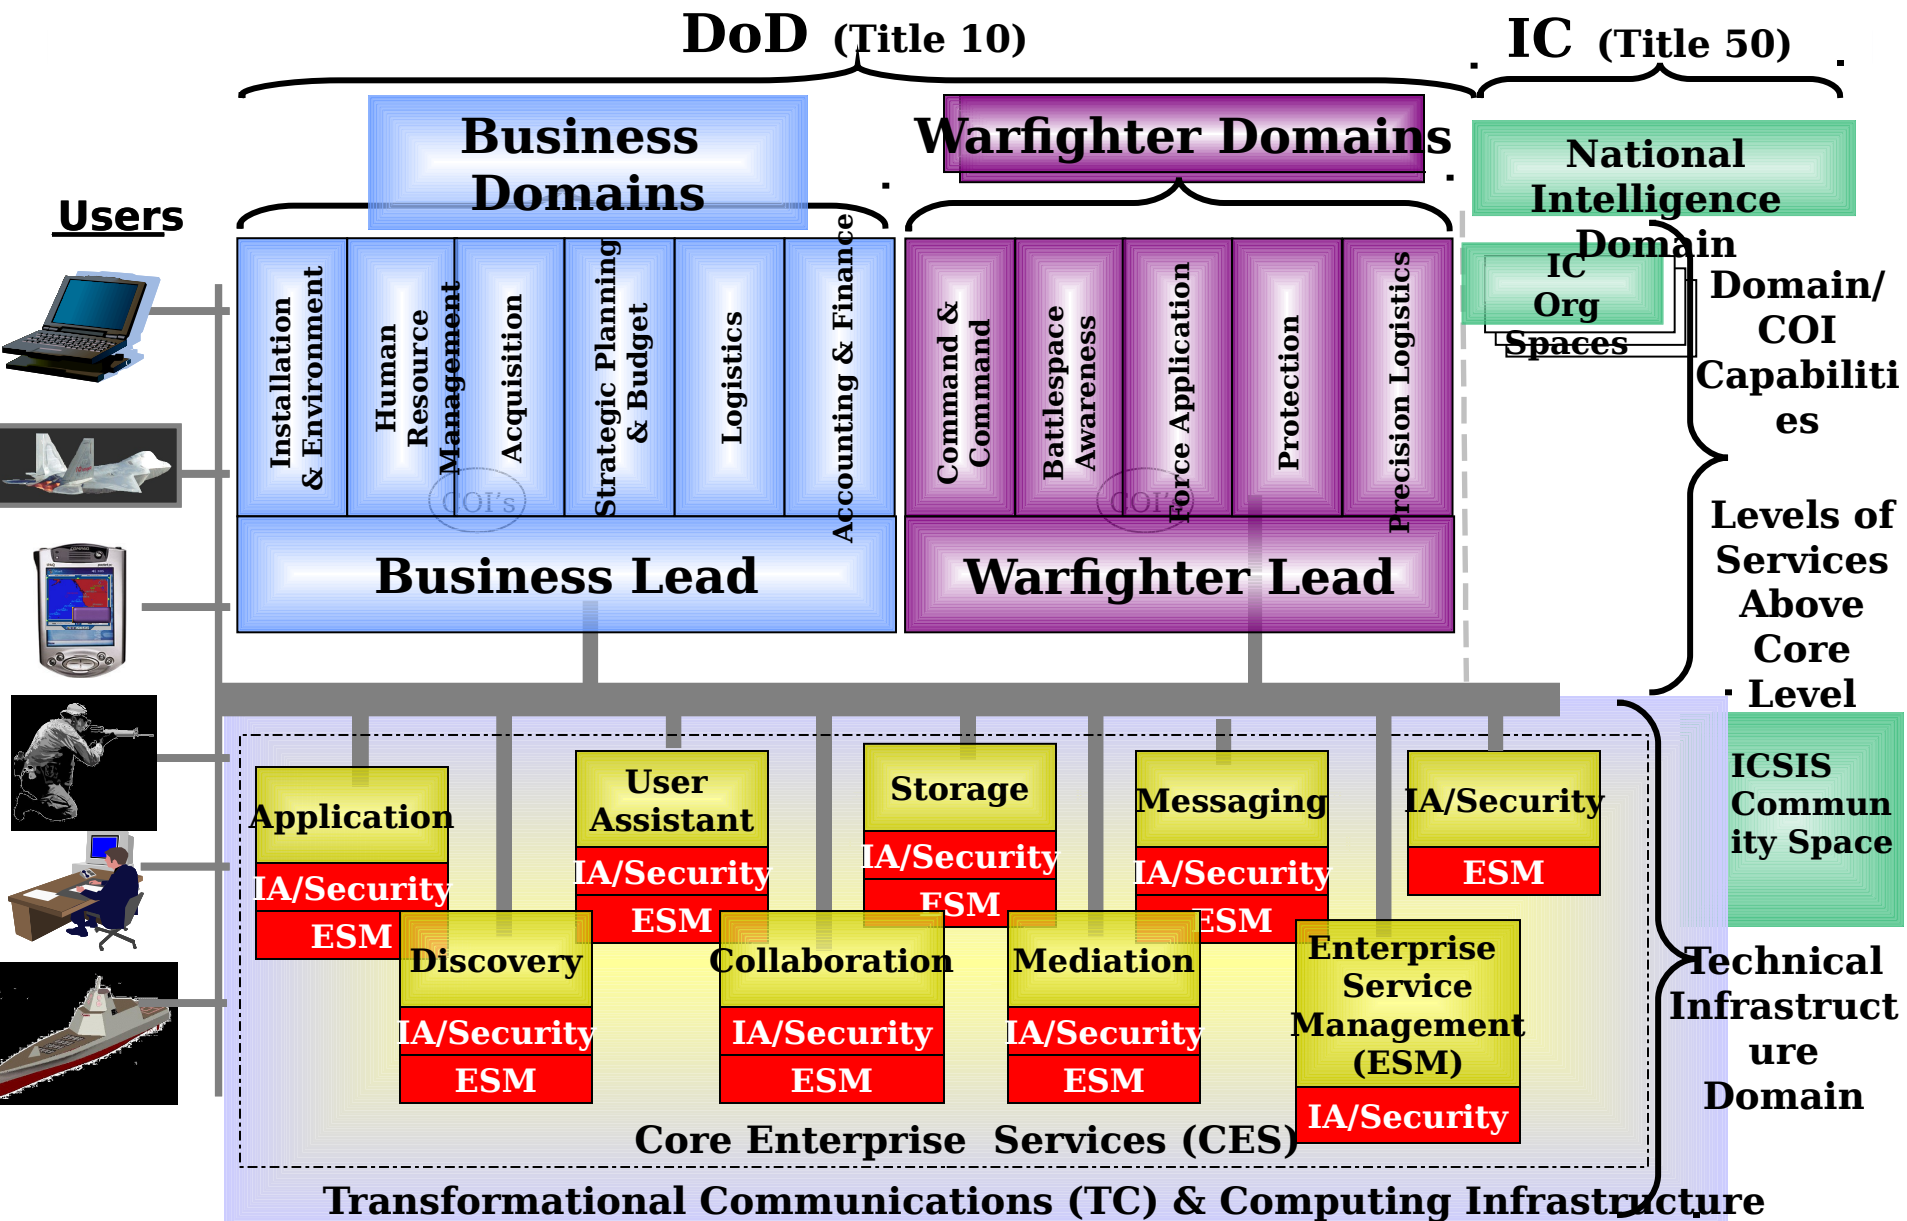 DoD (Title 10)
IC (Title 50)
Business
Domains
Warfighter Domains
National
Intelligence
Domain
Users
Installation
& Environment
Human
Resource
Management
Acquisition
Strategic Planning
& Budget
Logistics
Accounting & Finance
COI's
Command &
Command
Battlespace
Awareness
Force Application
Protection
Precision Logistics
COI's
IC
Org
Spaces
Domain/
COI
Capabiliti
es
Business Lead
Warfighter Lead
Levels of
Services
Above
Core
Level
Application
IA/Security
ESM
User
Assistant
IA/Security
ESM
Storage
IA/Security
ESM
Messaging
IA/Security
ESM
IA/Security
ESM
ICSIS
Commun
ity Space
Discovery
IA/Security
ESM
Collaboration
IA/Security
ESM
Mediation
IA/Security
ESM
Enterprise
Service
Management
(ESM)
IA/Security
Technical
Infrastruct
ure
Domain
Core Enterprise Services (CES)
Transformational Communications (TC) & Computing Infrastructure